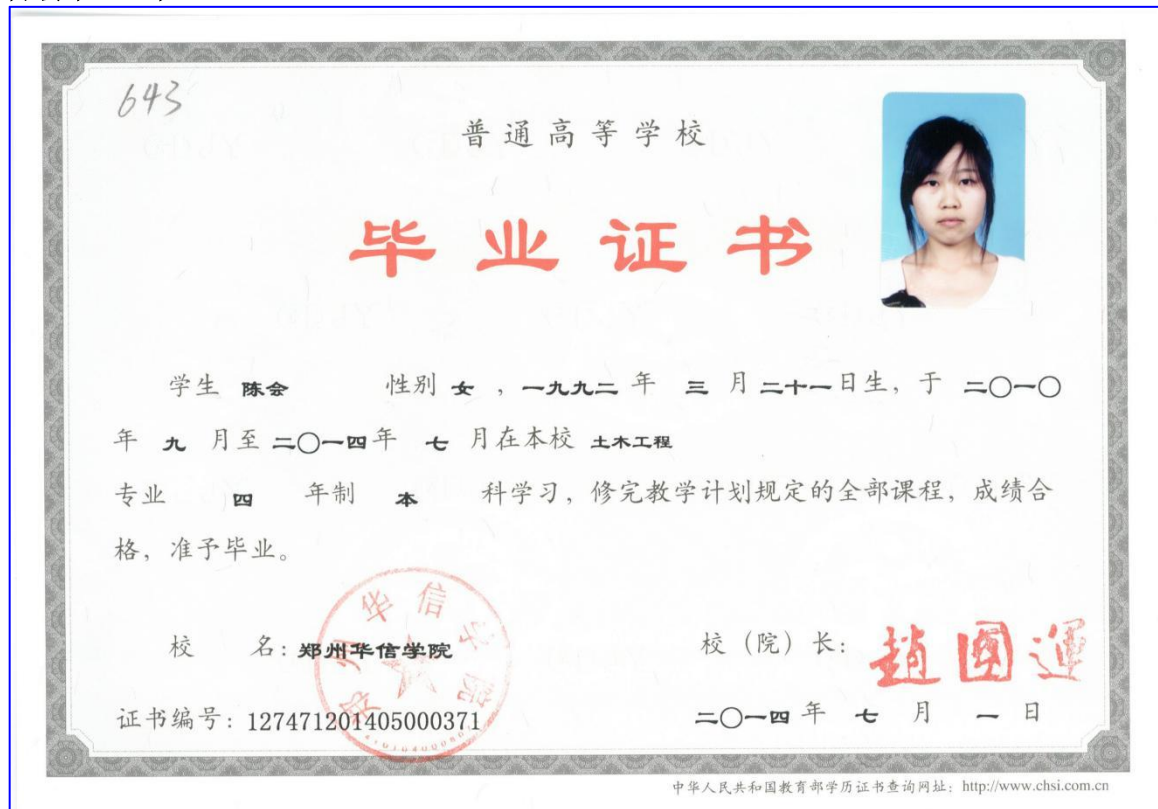 643
普通高等学校
毕业证书
学生 陈会 性别 女 ，一九九二 年 三 月 二十一日生，于 二〇一〇
年 九 月至 二〇一四年 七 月在本校 土木工程
专业 四 年制 本 科学习，修完教学计划规定的全部课程，成绩合
格，准予毕业。
郑州华信学院
校 名：郑州华信学院
校（院）长：趙國運
证书编号：127471201405000371
二〇一四 年 七 月 一 日
中华人民共和国教育部学历证书查询网址：http://www.chsi.com.cn